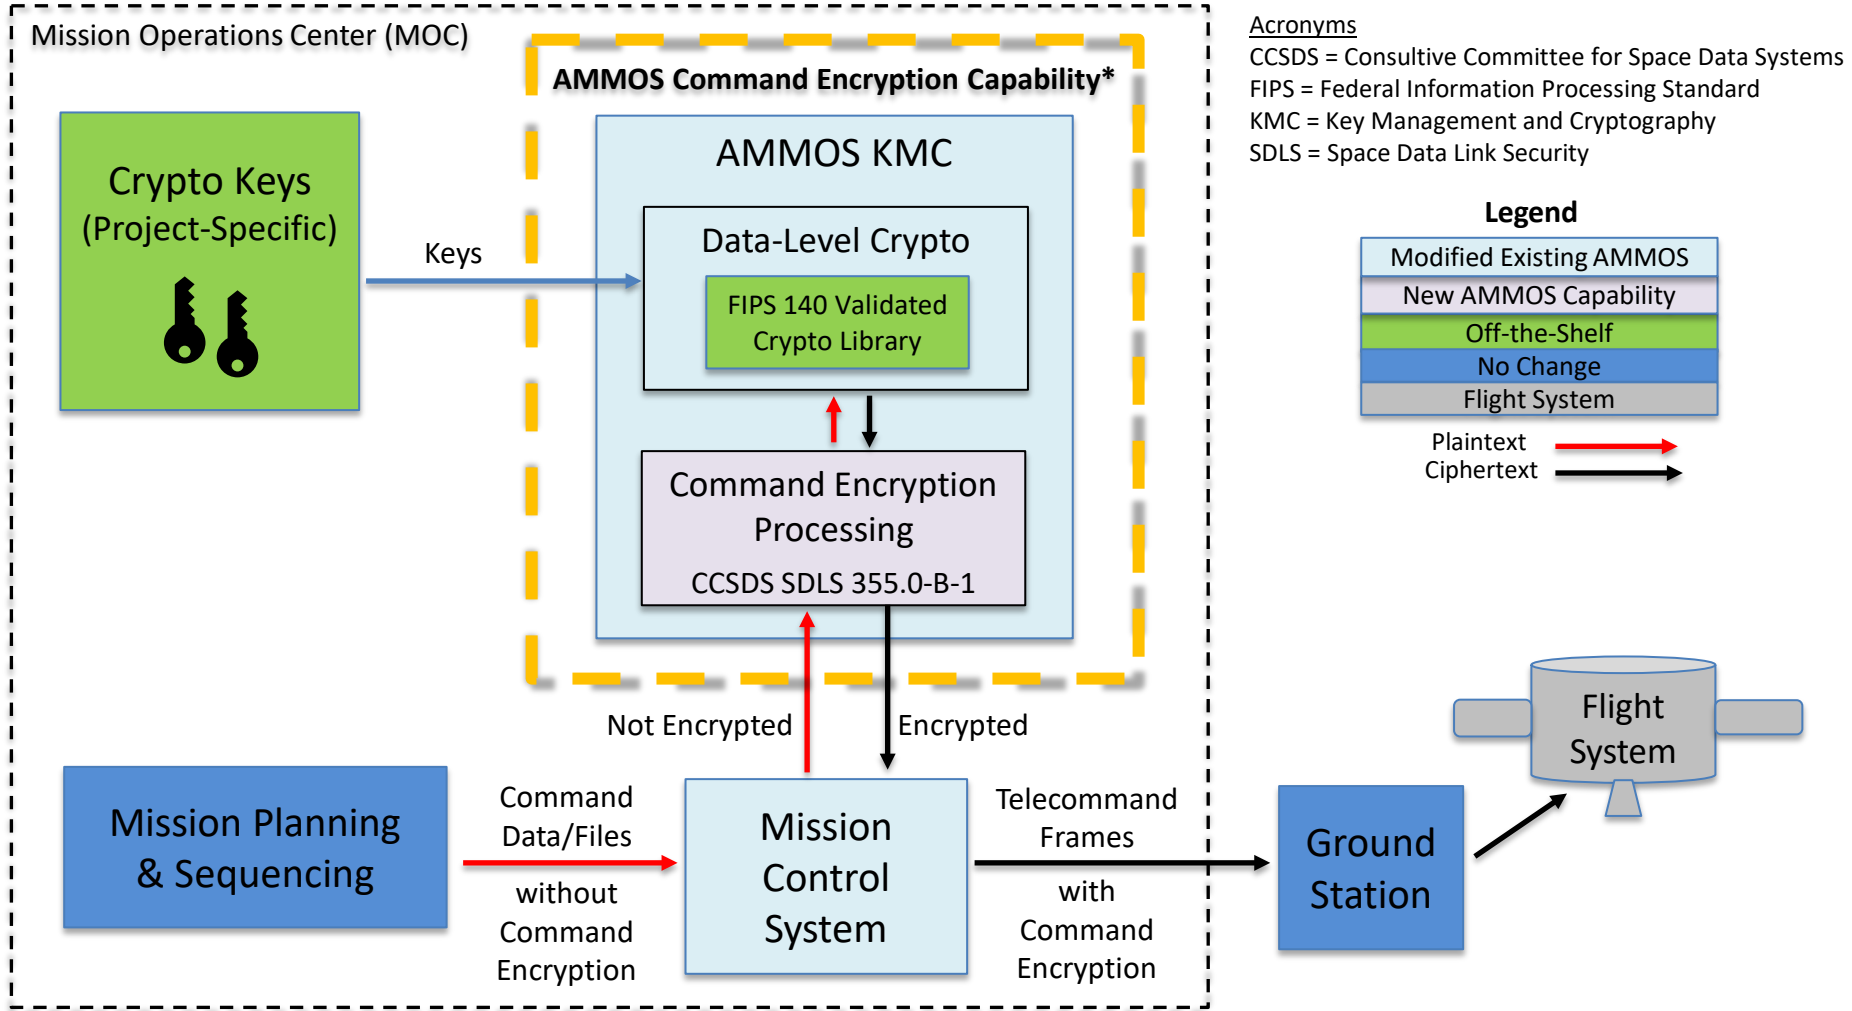 Mission Operations Center (MOC)
AMMOS Command Encryption Capability*
Crypto Keys
(Project-Specific)
Keys
AMMOS KMC
Data-Level Crypto
FIPS 140 Validated
Crypto Library
Command Encryption
Processing
CCSDS SDLS 355.0-B-1
Not Encrypted
Encrypted
Mission Planning
& Sequencing
Command
Data/Files
without
Command
Encryption
Mission
Control
System
Telecommand
Frames
with
Command
Encryption
Ground
Station
Flight
System
Acronyms
CCSDS = Consultive Committee for Space Data Systems
FIPS = Federal Information Processing Standard
KMC = Key Management and Cryptography
SDLS = Space Data Link Security
Legend
Modified Existing AMMOS
New AMMOS Capability
Off-the-Shelf
No Change
Flight System
Plaintext
Ciphertext